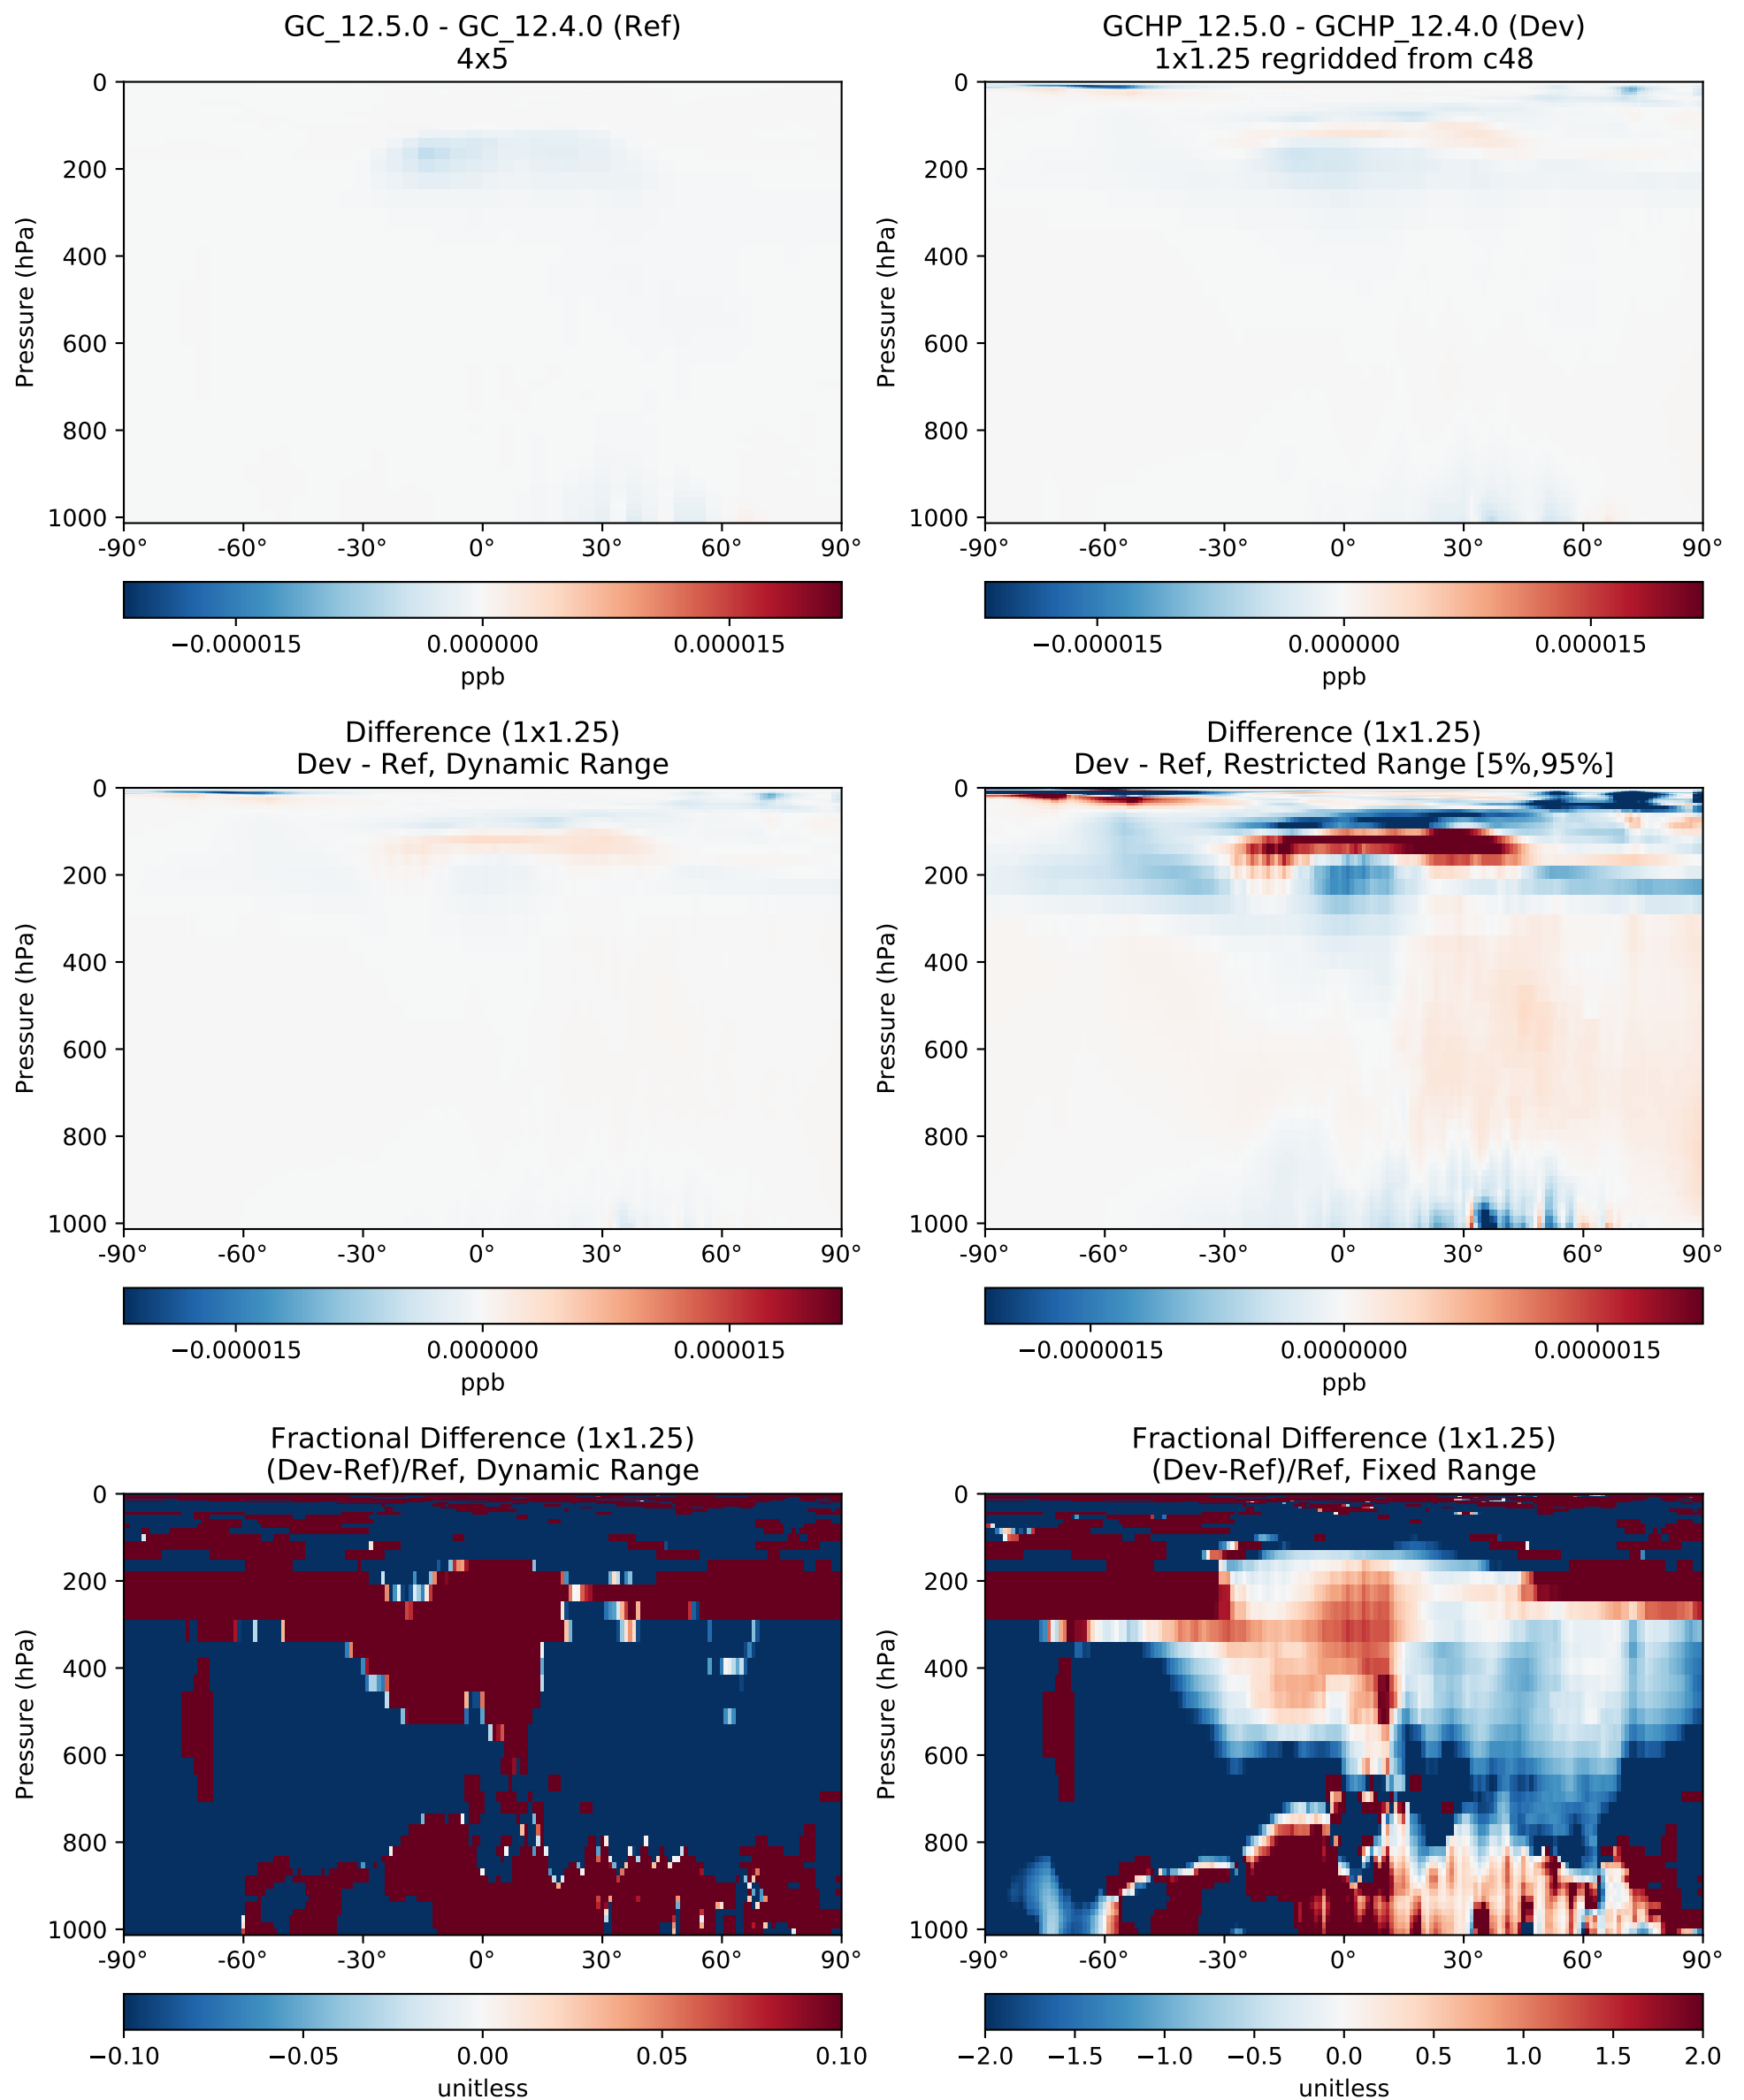 GC_12.5.0 - GC_12.4.0 (Ref)
4x5
0
200
400
600
800
1000
Pressure (hPa)
-90° -60° -30° 0° 30° 60° 90°
−0.000015 0.000000 0.000015
ppb
GCHP_12.5.0 - GCHP_12.4.0 (Dev)
1x1.25 regridded from c48
0
200
400
600
800
1000
Pressure (hPa)
-90° -60° -30° 0° 30° 60° 90°
−0.000015 0.000000 0.000015
ppb
Difference (1x1.25)
Dev - Ref, Dynamic Range
0
200
400
600
800
1000
Pressure (hPa)
-90° -60° -30° 0° 30° 60° 90°
−0.000015 0.000000 0.000015
ppb
Difference (1x1.25)
Dev - Ref, Restricted Range [5%,95%]
0
200
400
600
800
1000
Pressure (hPa)
-90° -60° -30° 0° 30° 60° 90°
−0.0000015 0.0000000 0.0000015
ppb
Fractional Difference (1x1.25)
(Dev-Ref)/Ref, Dynamic Range
0
200
400
600
800
1000
Pressure (hPa)
-90° -60° -30° 0° 30° 60° 90°
−0.10 −0.05 0.00 0.05 0.10
unitless
Fractional Difference (1x1.25)
(Dev-Ref)/Ref, Fixed Range
0
200
400
600
800
1000
Pressure (hPa)
-90° -60° -30° 0° 30° 60° 90°
−2.0 −1.5 −1.0 −0.5 0.0 0.5 1.0 1.5 2.0
unitless